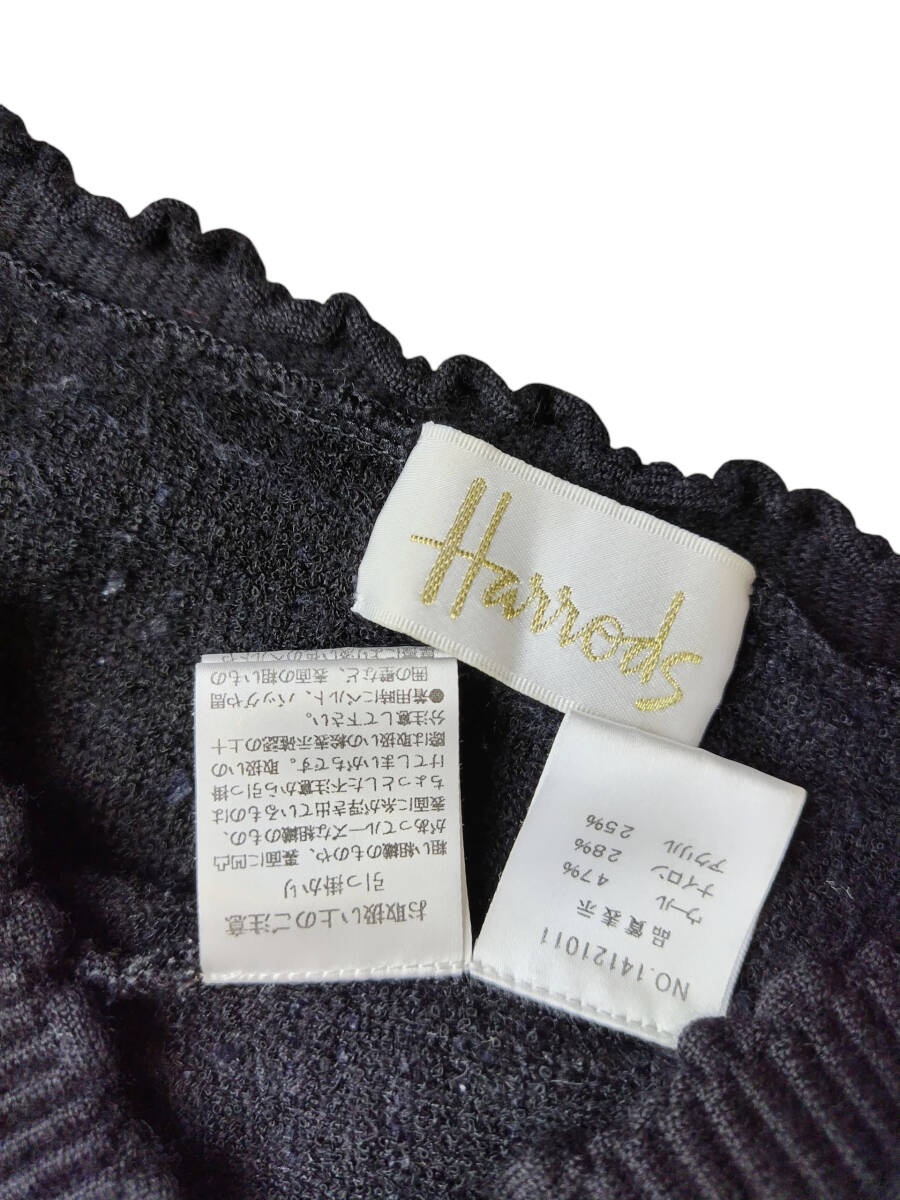 Harrods
お取扱い上のご注意
引っ掛かり
粗い組織のものや、表面に凹凸
があってルーズな組織のもの、
表面に糸が浮き出ているものは
ちょっとした不注意から引っ掛
けてしまいがちです。取扱いの
際は取扱いの絵表示確認の上十
分注意して下さい。
●着用時にベルト、バッグや周
囲の壁など、表面の粗いもの
NO.14121011
品質表示
ウール 47%
ナイロン 28%
アクリル 25%